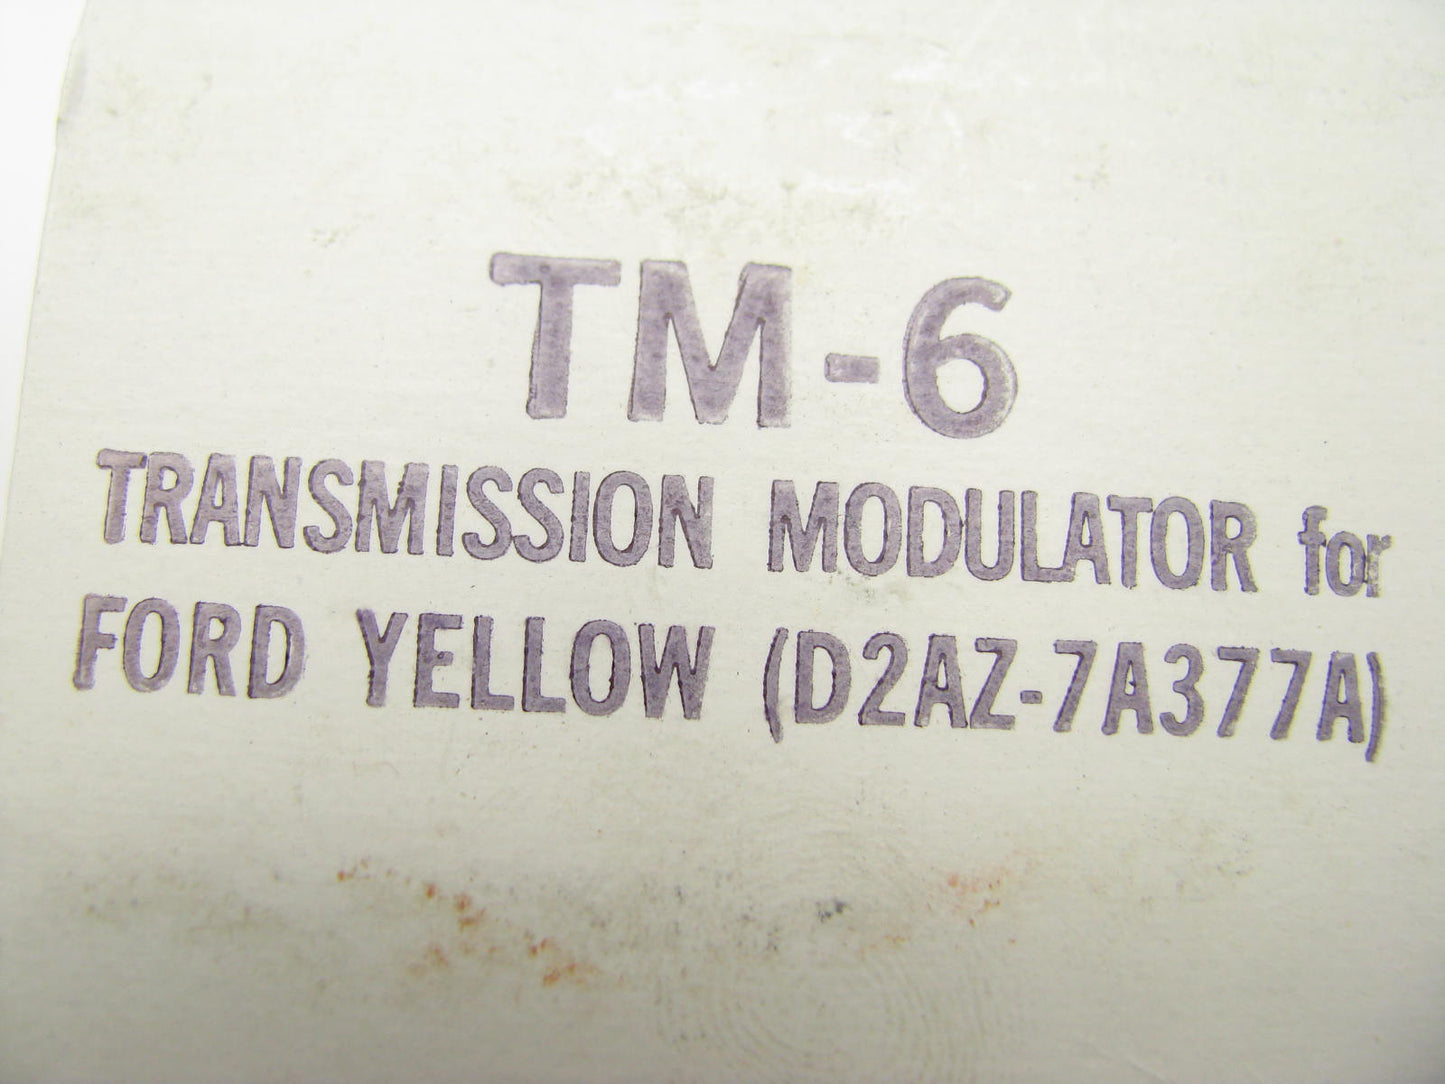 TM-6
TRANSMISSION MODULATOR for
FORD YELLOW (D2AZ-7A377A)